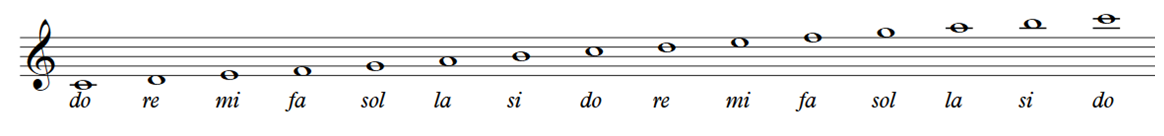 do re mi fa sol la si do re mi fa sol la si do